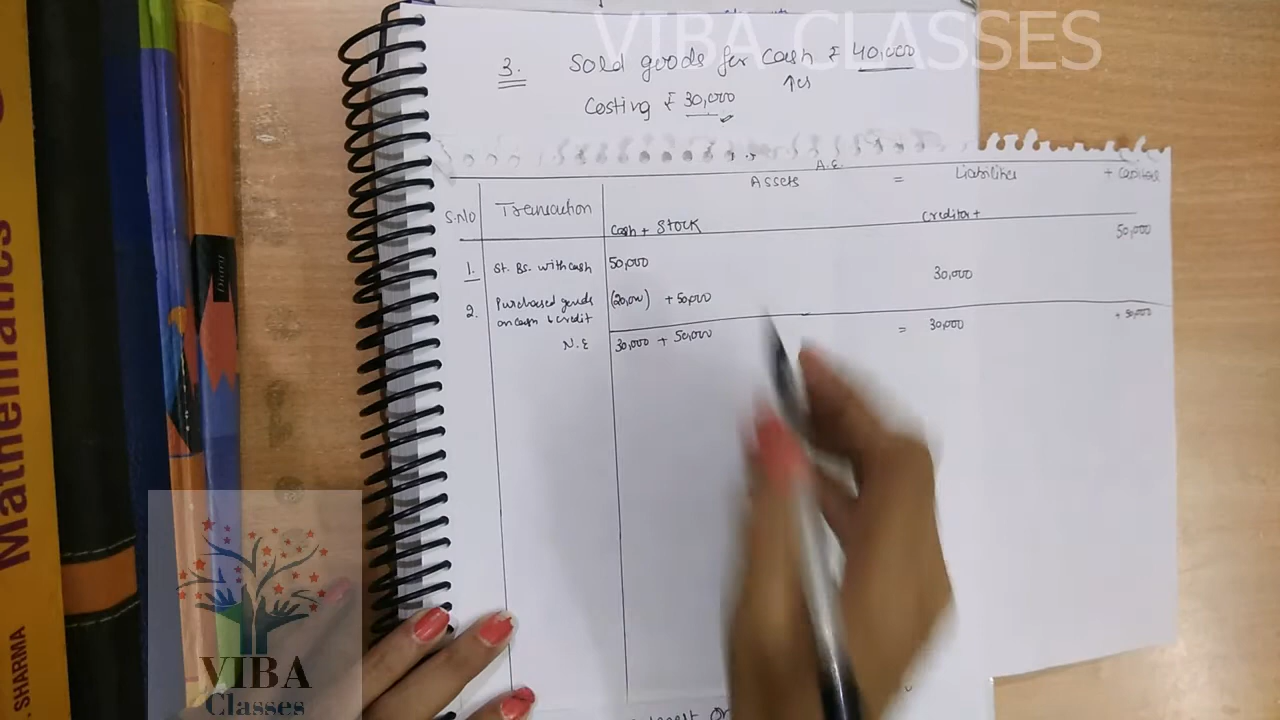 VIBA CLASSES
3. Sold goods for cash ₹ 40,000
Costing ₹ 30,000
A.E.
Assets = Liabilities + Capital
S.No Transaction Cash + Stock Creditor +
1. St. Bs. with cash 50,000 50,000
2. Purchased goods on cash & credit (20,000) + 50,000 30,000
N.E 30,000 + 50,000 = 30,000 + 50,000
Mathematics
SHARMA
Diary
VIBA
Classes